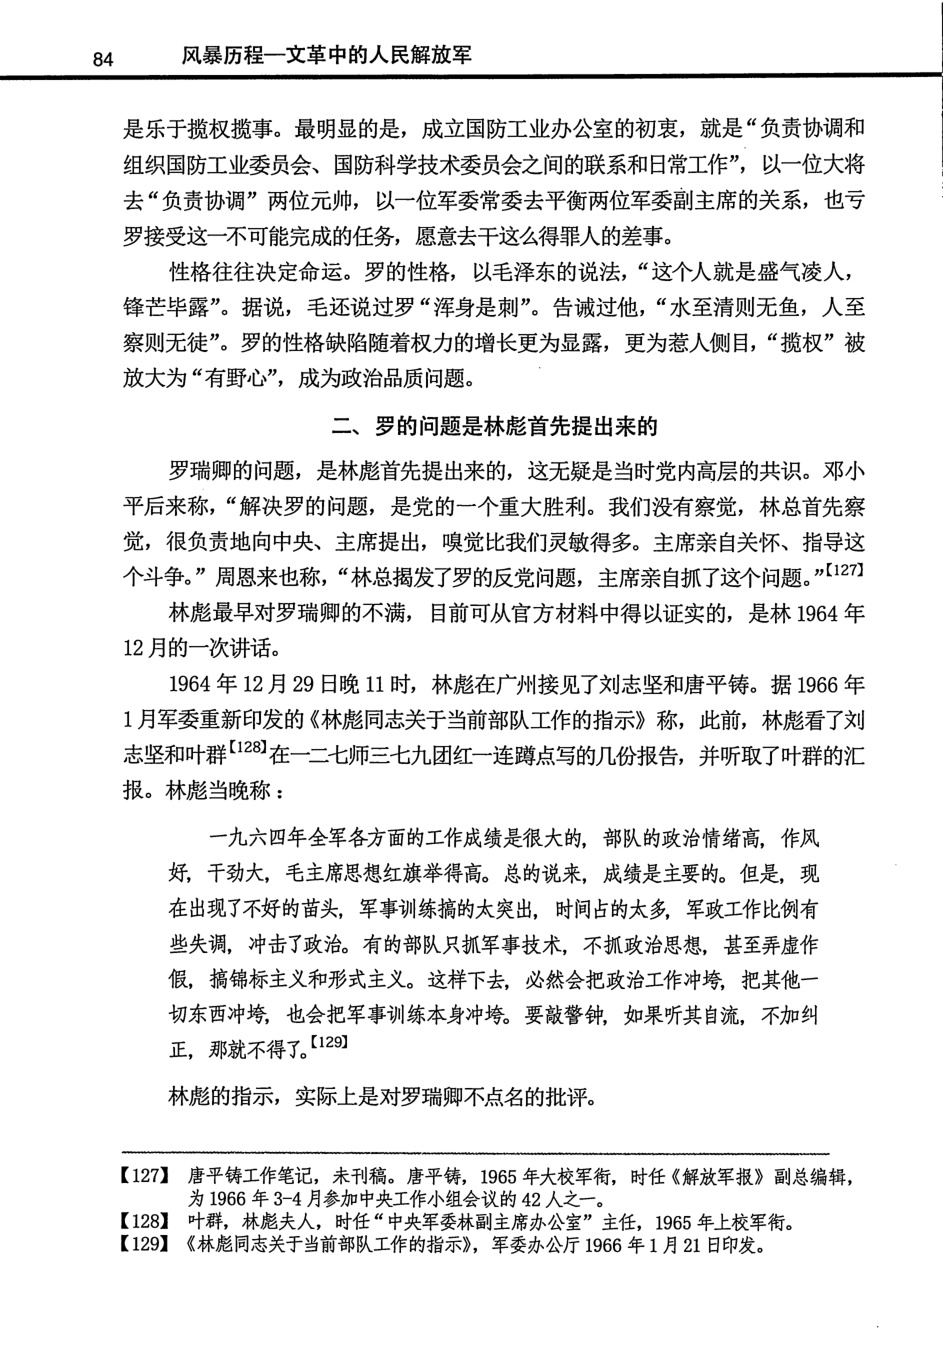 84 风暴历程—文革中的人民解放军
是乐于揽权揽事。最明显的是，成立国防工业办公室的初衷，就是“负责协调和
组织国防工业委员会、国防科学技术委员会之间的联系和日常工作”，以一位大将
去“负责协调”两位元帅，以一位军委常委去平衡两位军委副主席的关系，也亏
罗接受这一不可能完成的任务，愿意去干这么得罪人的差事。
性格往往决定命运。罗的性格，以毛泽东的说法，“这个人就是盛气凌人，
锋芒毕露”。据说，毛还说过罗“浑身是刺”。告诫过他，“水至清则无鱼，人至
察则无徒”。罗的性格缺陷随着权力的增长更为显露，更为惹人侧目，“揽权”被
放大为“有野心”，成为政治品质问题。
二、罗的问题是林彪首先提出来的
罗瑞卿的问题，是林彪首先提出来的，这无疑是当时党内高层的共识。邓小
平后来称，“解决罗的问题，是党的一个重大胜利。我们没有察觉，林总首先察
觉，很负责地向中央、主席提出，嗅觉比我们灵敏得多。主席亲自关怀、指导这
个斗争。”周恩来也称，“林总揭发了罗的反党问题，主席亲自抓了这个问题。”【127】
林彪最早对罗瑞卿的不满，目前可从官方材料中得以证实的，是林 1964 年
12 月的一次讲话。
1964 年 12 月 29 日晚 11 时，林彪在广州接见了刘志坚和唐平铸。据 1966 年
1 月军委重新印发的《林彪同志关于当前部队工作的指示》称，此前，林彪看了刘
志坚和叶群【128】在一二七师三七九团红一连蹲点写的几份报告，并听取了叶群的汇
报。林彪当晚称：
一九六四年全军各方面的工作成绩是很大的，部队的政治情绪高，作风
好，干劲大，毛主席思想红旗举得高。总的说来，成绩是主要的。但是，现
在出现了不好的苗头，军事训练搞的太突出，时间占的太多，军政工作比例有
些失调，冲击了政治。有的部队只抓军事技术，不抓政治思想，甚至弄虚作
假，搞锦标主义和形式主义。这样下去，必然会把政治工作冲垮，把其他一
切东西冲垮，也会把军事训练本身冲垮。要敲警钟，如果听其自流，不加纠
正，那就不得了。【129】
林彪的指示，实际上是对罗瑞卿不点名的批评。
【127】 唐平铸工作笔记，未刊稿。唐平铸，1965 年大校军衔，时任《解放军报》副总编辑，
为 1966 年 3-4 月参加中央工作小组会议的 42 人之一。
【128】 叶群，林彪夫人，时任“中央军委林副主席办公室”主任，1965 年上校军衔。
【129】《林彪同志关于当前部队工作的指示》，军委办公厅 1966 年 1 月 21 日印发。